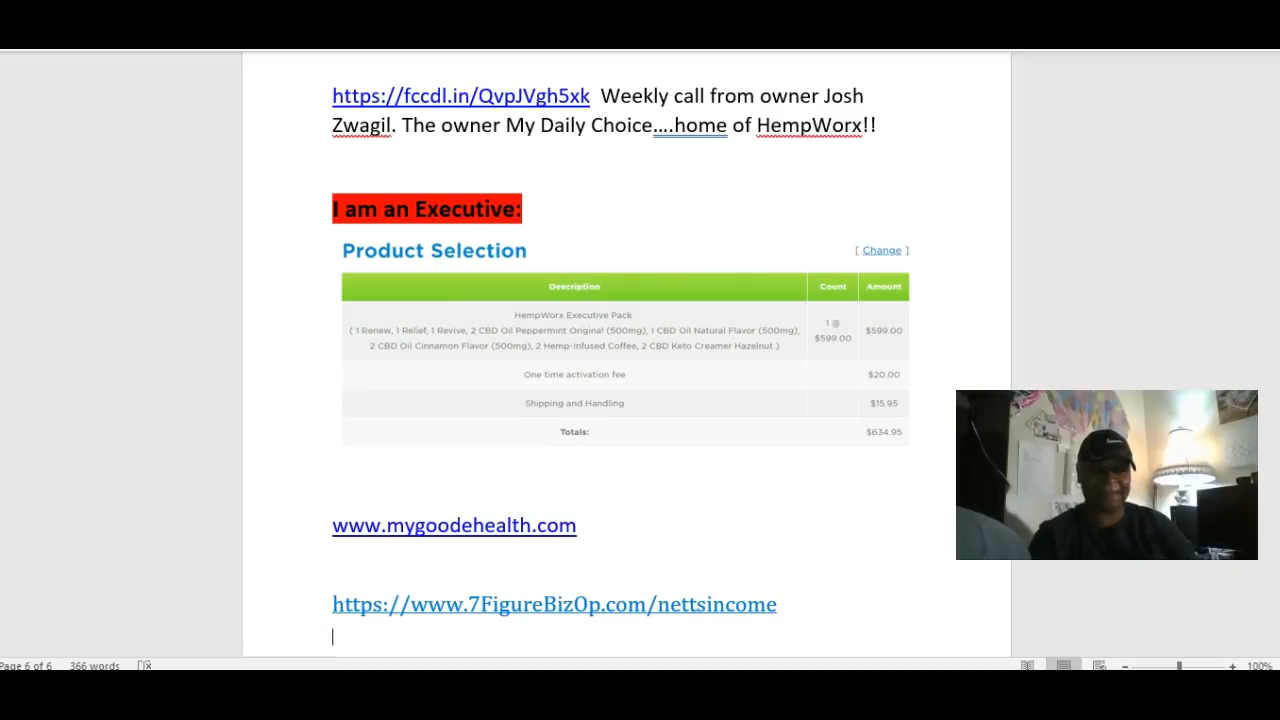 https://fccdl.in/QvpJVgh5xk Weekly call from owner Josh
Zwagil. The owner My Daily Choice....home of HempWorx!!
I am an Executive:
Product Selection [ Change ]
Description Count Amount
HempWorx Executive Pack
( 1 Renew, 1 Relief, 1 Revive, 2 CBD Oil Peppermint Original (500mg), 1 CBD Oil Natural Flavor (500mg),
2 CBD Oil Cinnamon Flavor (500mg), 2 Hemp-Infused Coffee, 2 CBD Keto Creamer Hazelnut )
1 @
$599.00
$599.00
One time activation fee $20.00
Shipping and Handling $15.95
Totals: $634.95
www.mygoodehealth.com
https://www.7FigureBizOp.com/nettsincome
Page 6 of 6 366 words 100%